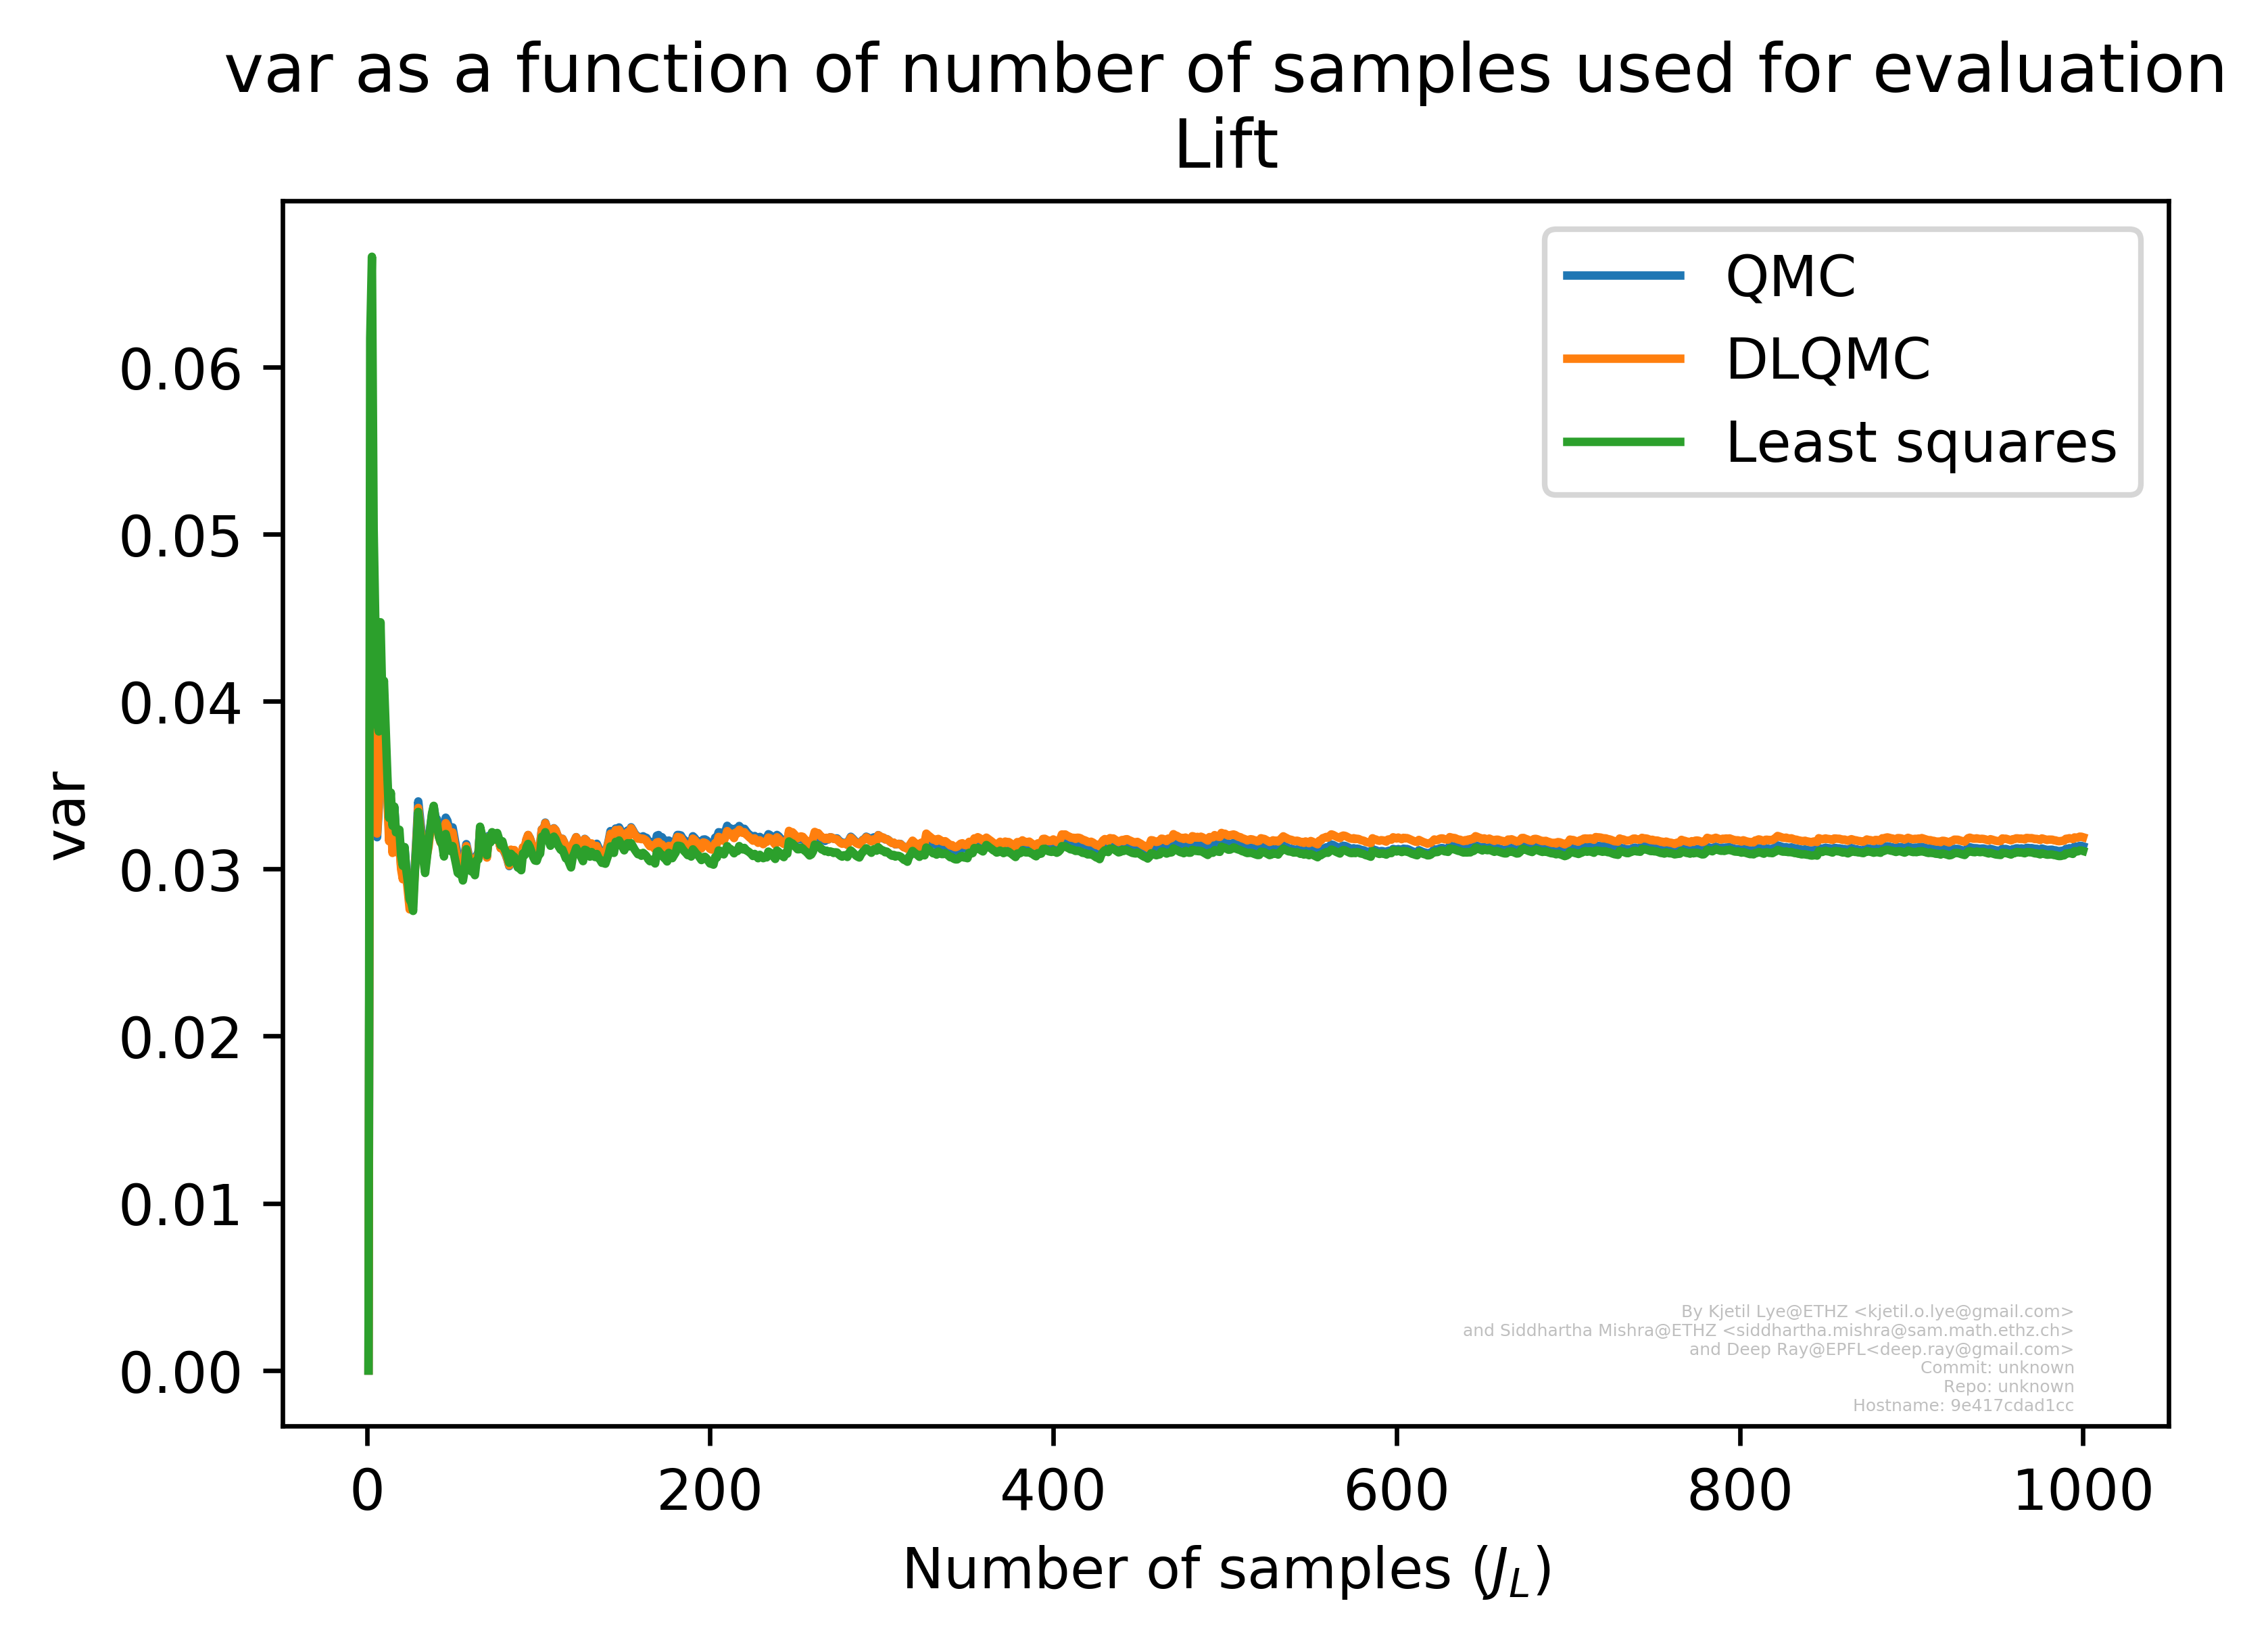 var as a function of number of samples used for evaluation
Lift
QMC
DLQMC
Least squares
var
0.06
0.05
0.04
0.03
0.02
0.01
0.00
By Kjetil Lye@ETHZ <kjetil.o.lye@gmail.com>
and Siddhartha Mishra@ETHZ <siddhartha.mishra@sam.math.ethz.ch>
and Deep Ray@EPFL<deep.ray@gmail.com>
Commit: unknown
Repo: unknown
Hostname: 9e417cdad1cc
0 200 400 600 800 1000
Number of samples (J_L)